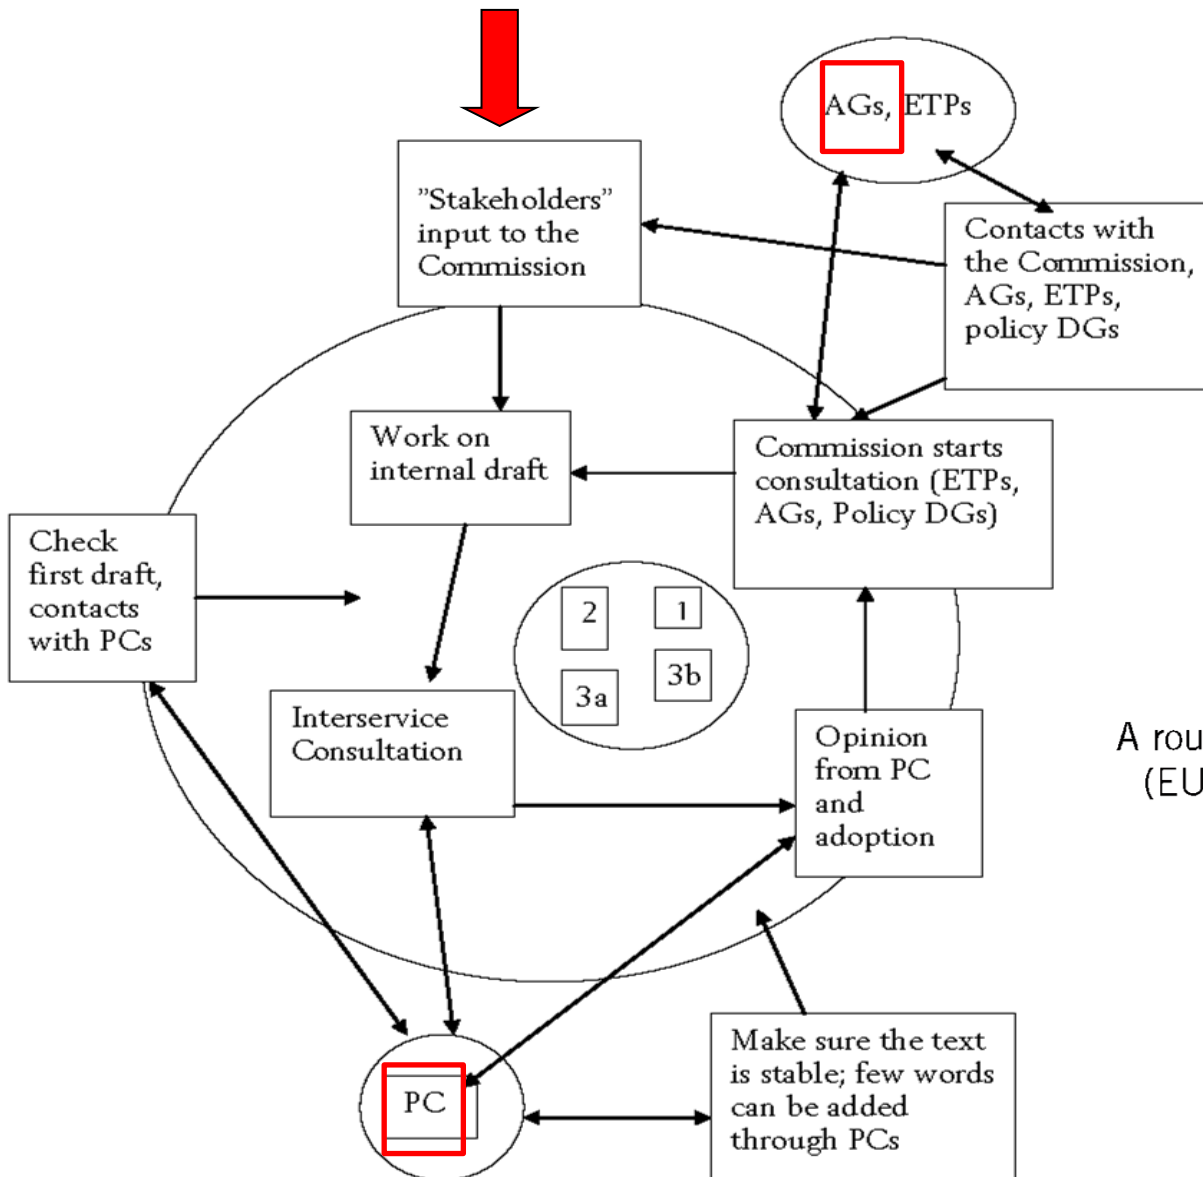 AGs, ETPs
”Stakeholders”
input to the
Commission
Contacts with
the Commission,
AGs, ETPs,
policy DGs
Work on
internal draft
Commission starts
consultation (ETPs,
AGs, Policy DGs)
Check
first draft,
contacts
with PCs
2
1
3a
3b
Interservice
Consultation
Opinion
from PC
and
adoption
A rou
(EU
PC
Make sure the text
is stable; few words
can be added
through PCs